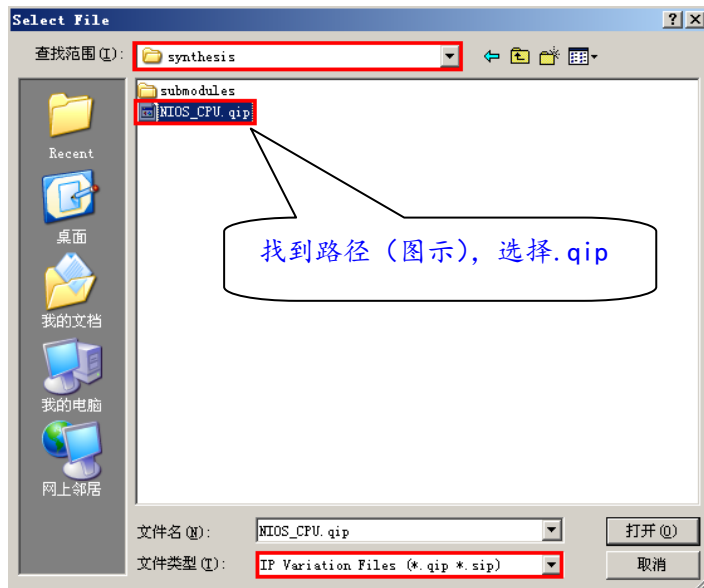 Select File
查找范围(I):
synthesis
submodules
NIOS_CPU.qip
Recent
桌面
我的文档
我的电脑
网上邻居
找到路径（图示），选择.qip
文件名(N):
NIOS_CPU.qip
打开(O)
文件类型(T):
IP Variation Files (*.qip *.sip)
取消